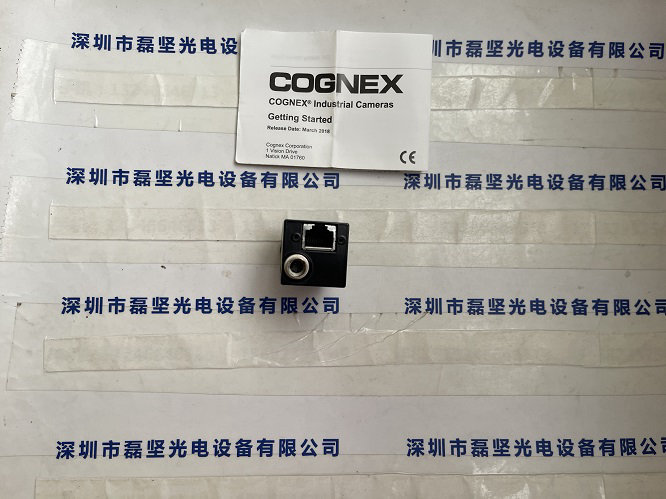 深圳市磊坚光电设备有限公司
深圳市磊坚光电设备有限公司
COGNEX
COGNEX® Industrial Cameras
Getting Started
Release Date: March 2018
Cognex Corporation
1 Vision Drive
Natick MA 01760
CE
深圳市磊坚光电设备有限公司
深圳市磊坚光电设备有限公司
深圳市磊坚光电设备有限公司
深圳市磊坚光电设备有限公司
深圳市磊坚光电设备有限公司
深圳市磊坚光电设备有限公司